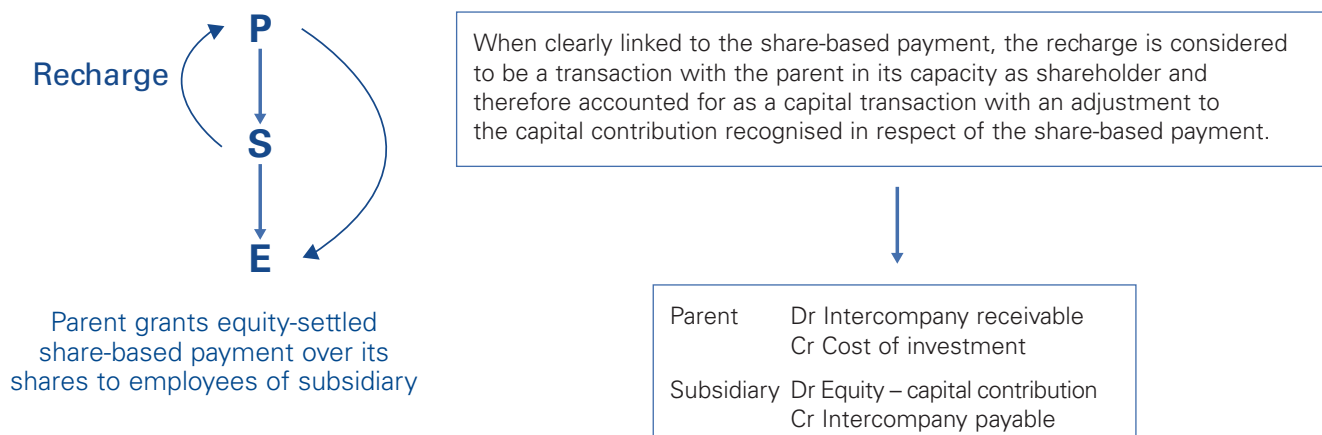 P
Recharge
S
E
Parent grants equity-settled
share-based payment over its
shares to employees of subsidiary
When clearly linked to the share-based payment, the recharge is considered
to be a transaction with the parent in its capacity as shareholder and
therefore accounted for as a capital transaction with an adjustment to
the capital contribution recognised in respect of the share-based payment.
Parent Dr Intercompany receivable
Cr Cost of investment
Subsidiary Dr Equity – capital contribution
Cr Intercompany payable